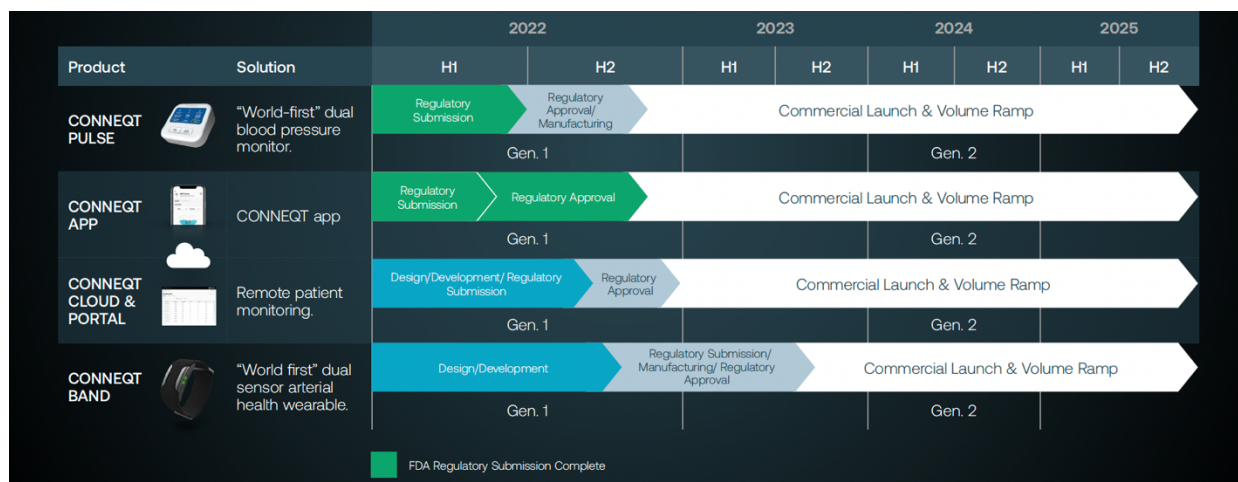 2022 2023 2024 2025
Product Solution H1 H2 H1 H2 H1 H2 H1 H2
CONNEQT
PULSE
“World-first” dual
blood pressure
monitor.
Regulatory
Submission
Regulatory
Approval/
Manufacturing
Commercial Launch & Volume Ramp
Gen. 1 Gen. 2
CONNEQT
APP
CONNEQT app
Regulatory
Submission
Regulatory Approval
Commercial Launch & Volume Ramp
Gen. 1 Gen. 2
CONNEQT
CLOUD &
PORTAL
Remote patient
monitoring.
Design/Development/ Regulatory
Submission
Regulatory
Approval
Commercial Launch & Volume Ramp
Gen. 1 Gen. 2
CONNEQT
BAND
“World first” dual
sensor arterial
health wearable.
Design/Development
Regulatory Submission/
Manufacturing/ Regulatory
Approval
Commercial Launch & Volume Ramp
Gen. 1 Gen. 2
FDA Regulatory Submission Complete